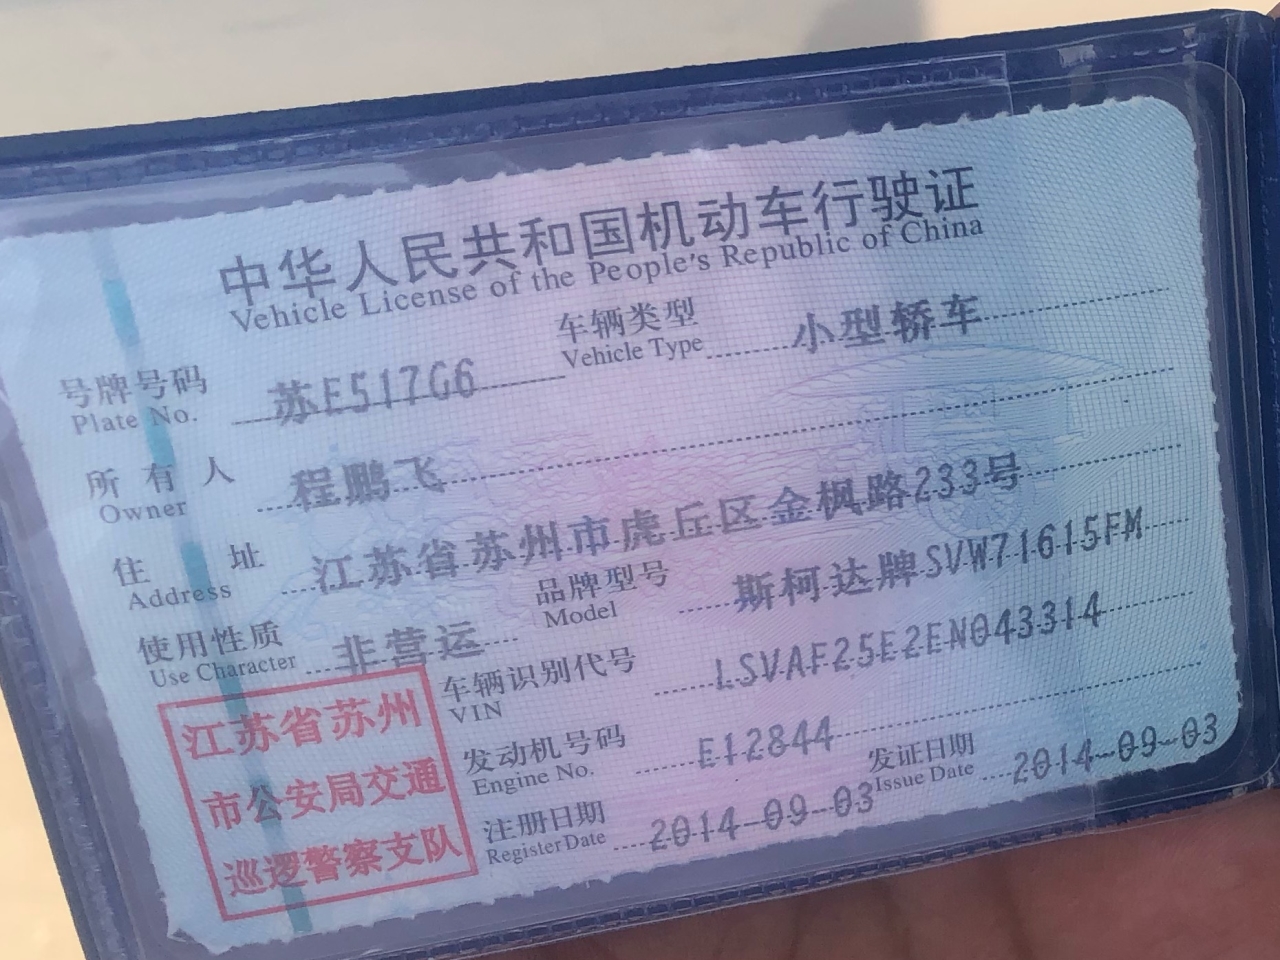 中华人民共和国机动车行驶证
Vehicle License of the People's Republic of China
号牌号码 苏E517G6 车辆类型 小型轿车
Plate No. Vehicle Type
所有人 程鹏飞
Owner
住址 江苏省苏州市虎丘区金枫路233号
Address
使用性质 非营运 品牌型号 斯柯达牌SVW71615FM
Use Character Model
车辆识别代号 LSVAF25E2EN043314
VIN
发动机号码 E12844
Engine No.
注册日期 2014-09-03 发证日期 2014-09-03
Register Date Issue Date
江苏省苏州
市公安局交通
巡逻警察支队